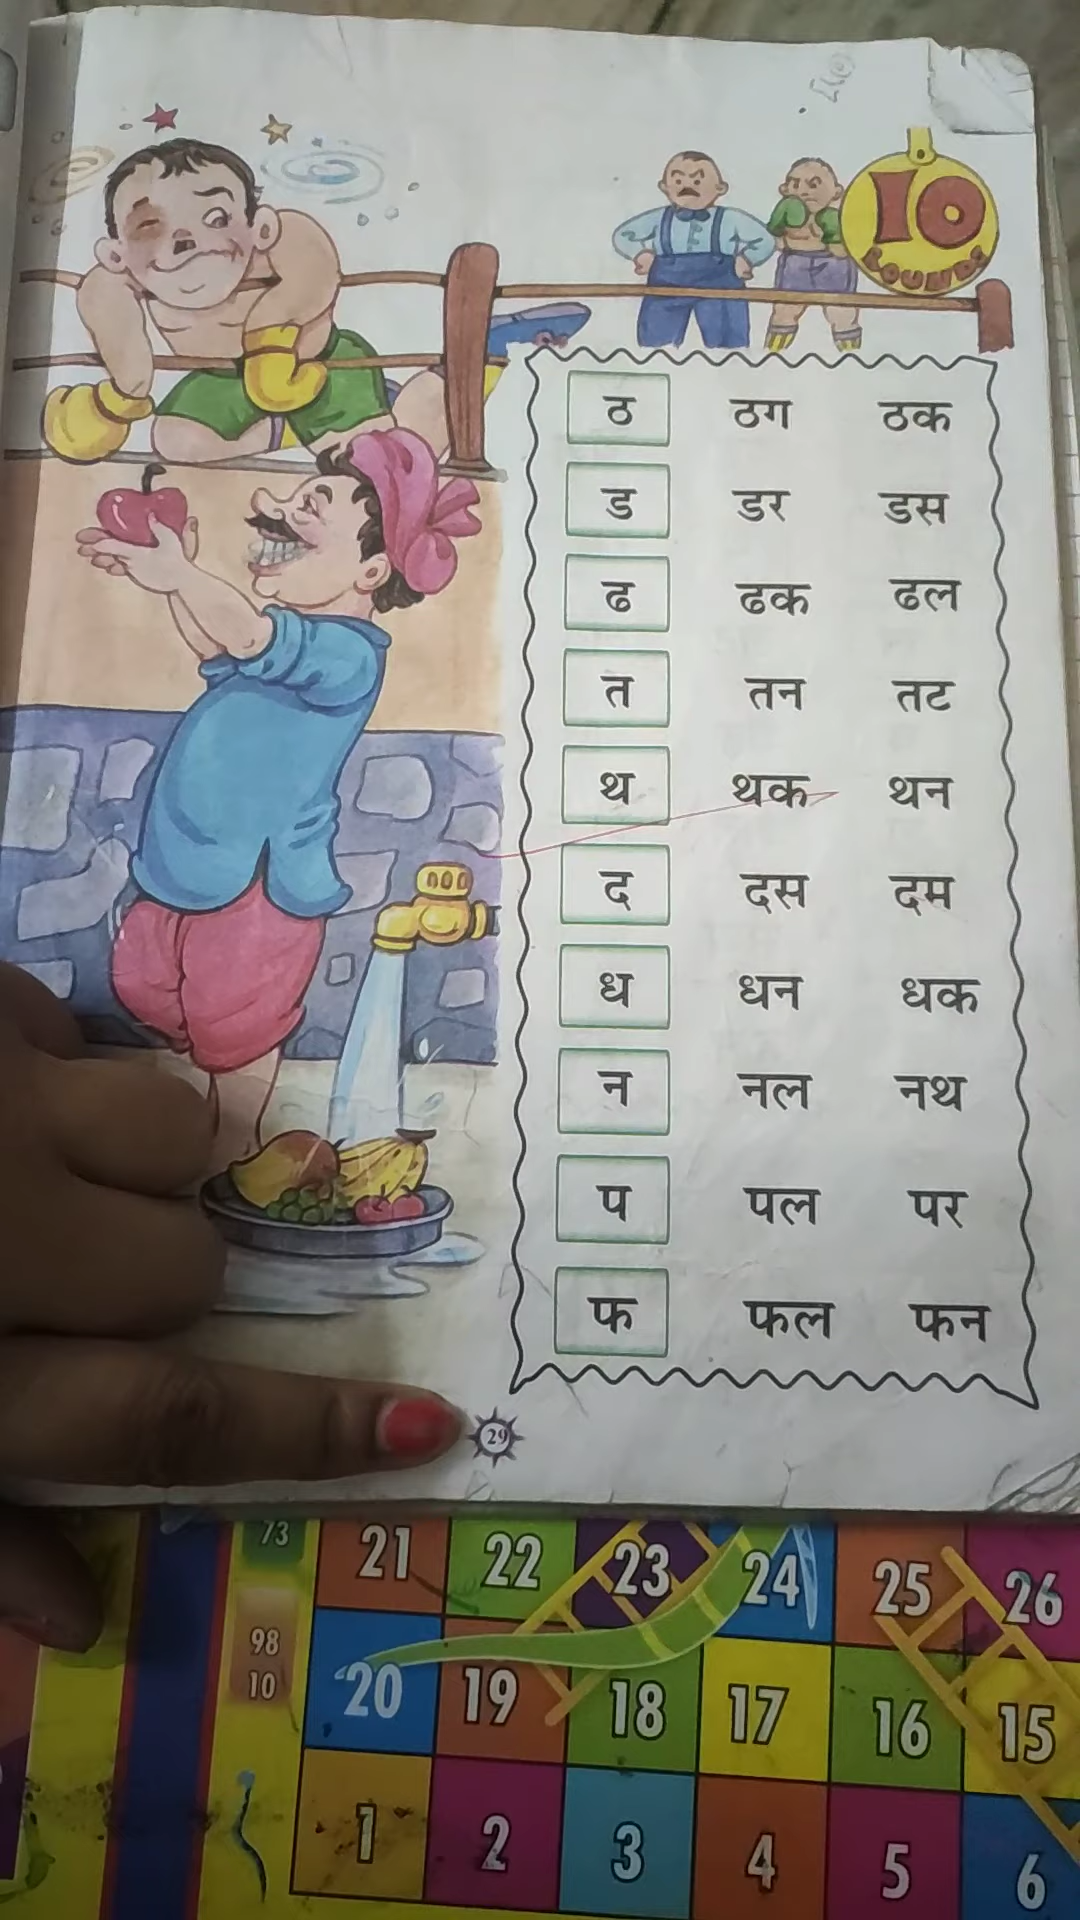 10
ROUNDS
ठ ठग ठक
ड डर डस
ढ ढक ढल
त तन तट
थ थक थन
द दस दम
ध धन धक
न नल नथ
प पल पर
फ फल फन
29
73 21 22 23 24 25 26
98
10
20 19 18 17 16 15
1 2 3 4 5 6